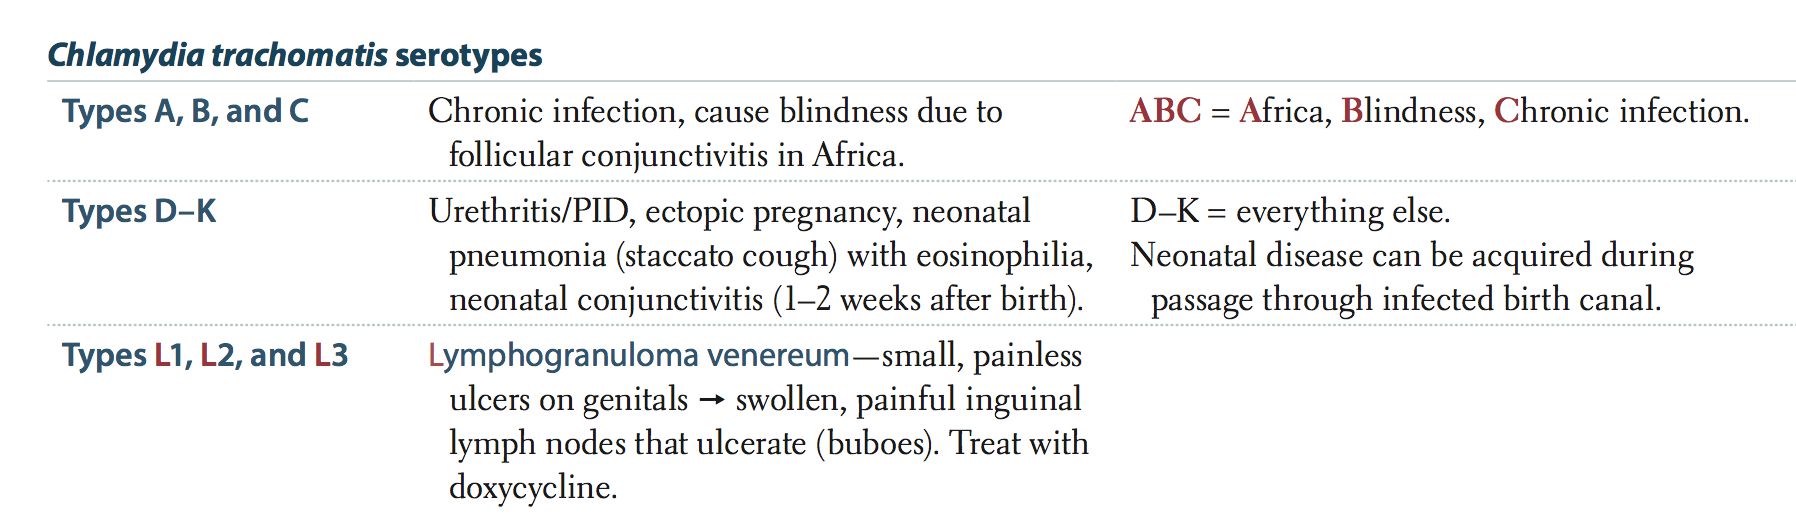 Chlamydia trachomatis serotypes
Types A, B, and C
Chronic infection, cause blindness due to
follicular conjunctivitis in Africa.
ABC = Africa, Blindness, Chronic infection.
Types D–K
Urethritis/PID, ectopic pregnancy, neonatal
pneumonia (staccato cough) with eosinophilia,
neonatal conjunctivitis (1–2 weeks after birth).
D–K = everything else.
Neonatal disease can be acquired during
passage through infected birth canal.
Types L1, L2, and L3
Lymphogranuloma venereum—small, painless
ulcers on genitals → swollen, painful inguinal
lymph nodes that ulcerate (buboes). Treat with
doxycycline.